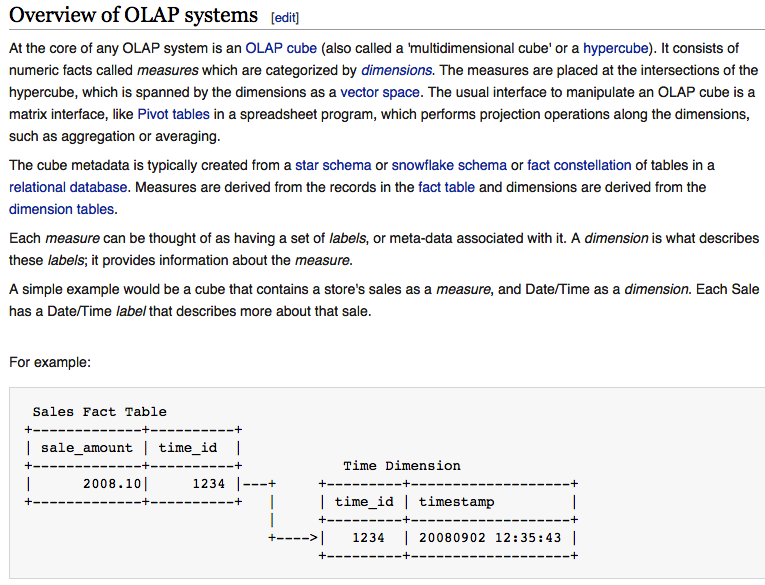 Overview of OLAP systems [edit]
At the core of any OLAP system is an OLAP cube (also called a 'multidimensional cube' or a hypercube). It consists of
numeric facts called measures which are categorized by dimensions. The measures are placed at the intersections of the
hypercube, which is spanned by the dimensions as a vector space. The usual interface to manipulate an OLAP cube is a
matrix interface, like Pivot tables in a spreadsheet program, which performs projection operations along the dimensions,
such as aggregation or averaging.
The cube metadata is typically created from a star schema or snowflake schema or fact constellation of tables in a
relational database. Measures are derived from the records in the fact table and dimensions are derived from the
dimension tables.
Each measure can be thought of as having a set of labels, or meta-data associated with it. A dimension is what describes
these labels; it provides information about the measure.
A simple example would be a cube that contains a store's sales as a measure, and Date/Time as a dimension. Each Sale
has a Date/Time label that describes more about that sale.
For example:
 Sales Fact Table
+-------------+----------+
| sale_amount | time_id  |
+-------------+----------+            Time Dimension
|      2008.10|     1234 |---+     +---------+-------------------+
+-------------+----------+   |     | time_id | timestamp         |
                             |     +---------+-------------------+
                             +---->|   1234  | 20080902 12:35:43 |
                                   +---------+-------------------+